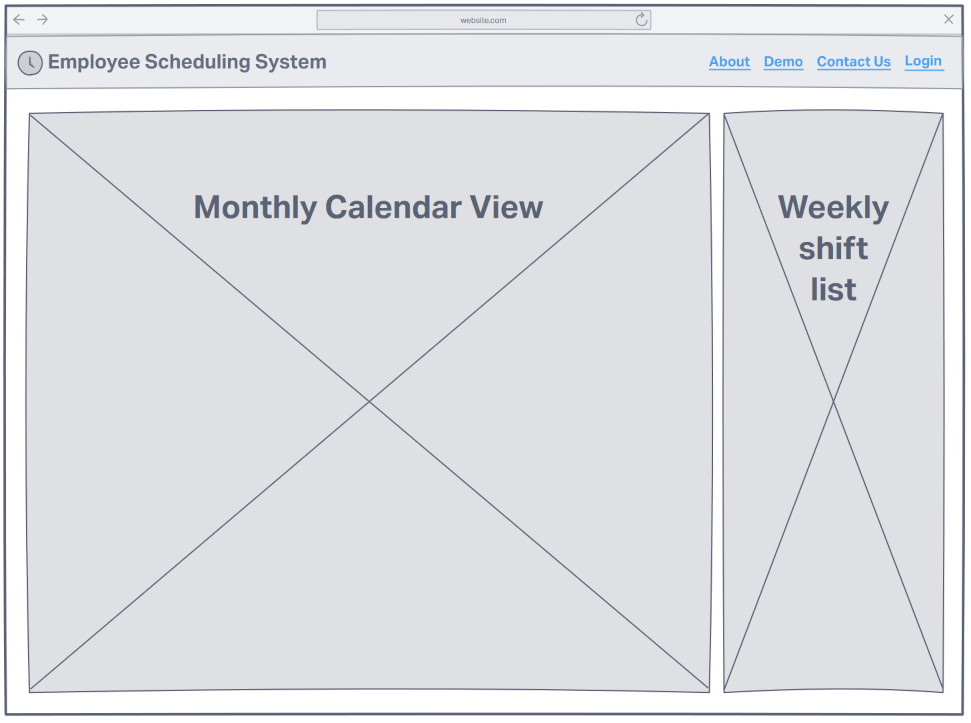 website.com
Employee Scheduling System
About Demo Contact Us Login
Monthly Calendar View
Weekly
shift
list